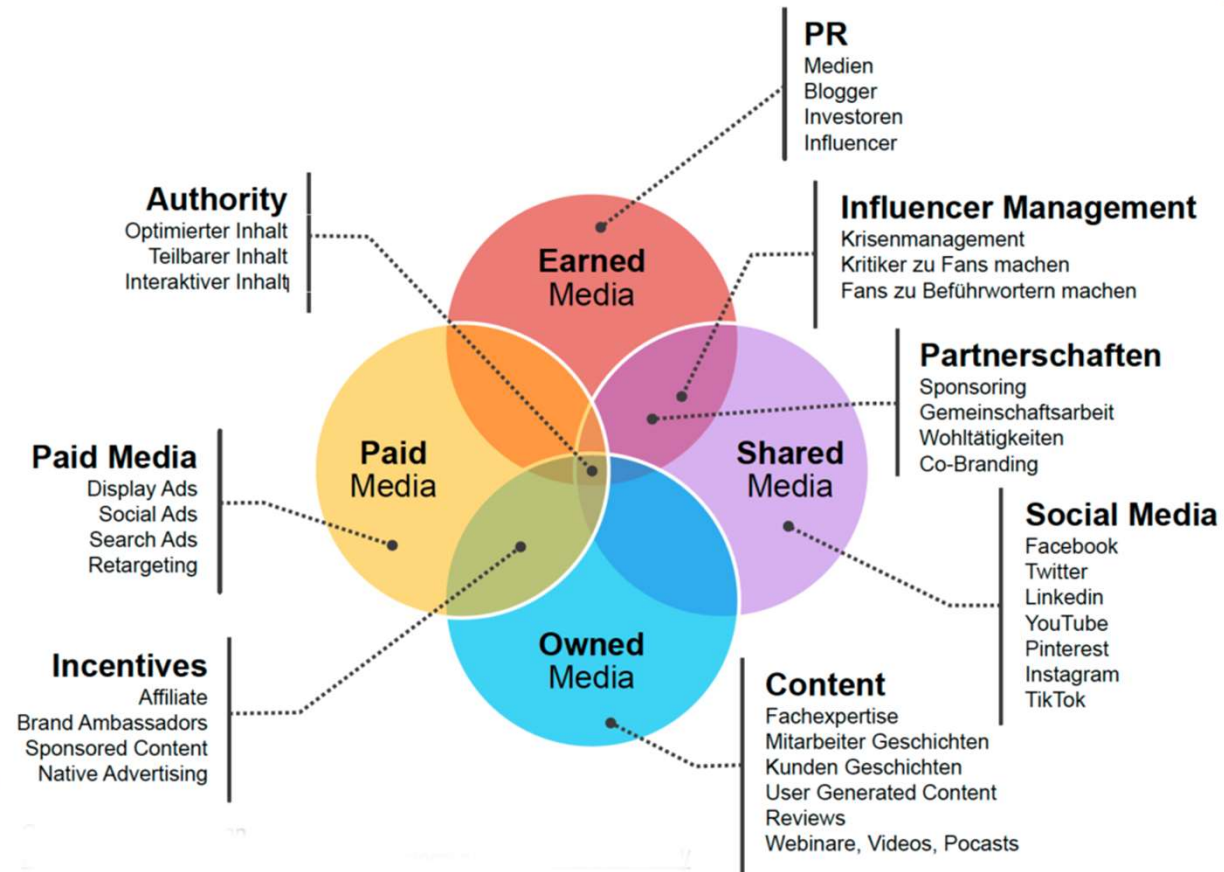 PR
Medien
Blogger
Investoren
Influencer
Authority
Optimierter Inhalt
Teilbarer Inhalt
Interaktiver Inhalt
Influencer Management
Krisenmanagement
Kritiker zu Fans machen
Fans zu Beführwortern machen
Earned
Media
Partnerschaften
Sponsoring
Gemeinschaftsarbeit
Wohltätigkeiten
Co-Branding
Paid
Media
Shared
Media
Paid Media
Display Ads
Social Ads
Search Ads
Retargeting
Social Media
Facebook
Twitter
Linkedin
YouTube
Pinterest
Instagram
TikTok
Owned
Media
Incentives
Affiliate
Brand Ambassadors
Sponsored Content
Native Advertising
Content
Fachexpertise
Mitarbeiter Geschichten
Kunden Geschichten
User Generated Content
Reviews
Webinare, Videos, Pocasts